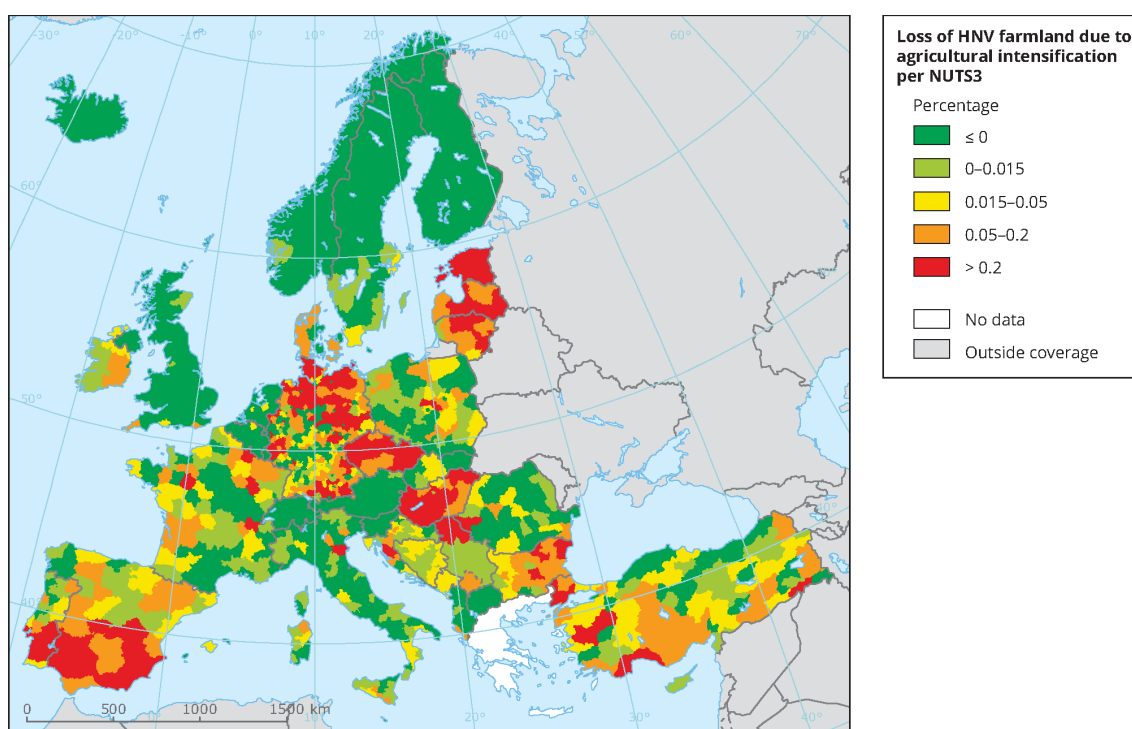 -30° -20° -10° 0° 10° 20° 30° 40° 50° 60° 70°
60°
50°
40°
40°
0 500 1000 1500 km
10° 20° 30° 40°
Loss of HNV farmland due to
agricultural intensification
per NUTS3
Percentage
≤ 0
0–0.015
0.015–0.05
0.05–0.2
> 0.2
No data
Outside coverage